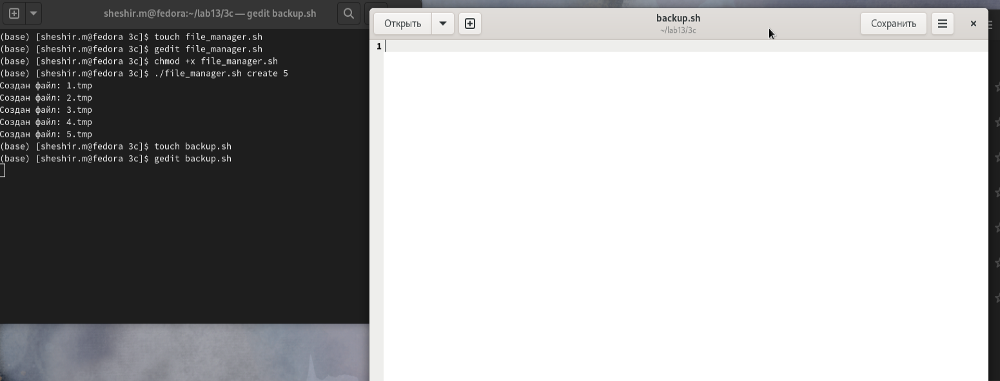 sheshir.m@fedora:~/lab13/3c — gedit backup.sh
(base) [sheshir.m@fedora 3c]$ touch file_manager.sh
(base) [sheshir.m@fedora 3c]$ gedit file_manager.sh
(base) [sheshir.m@fedora 3c]$ chmod +x file_manager.sh
(base) [sheshir.m@fedora 3c]$ ./file_manager.sh create 5
Создан файл: 1.tmp
Создан файл: 2.tmp
Создан файл: 3.tmp
Создан файл: 4.tmp
Создан файл: 5.tmp
(base) [sheshir.m@fedora 3c]$ touch backup.sh
(base) [sheshir.m@fedora 3c]$ gedit backup.sh
Открыть
backup.sh
~/lab13/3c
Сохранить
1